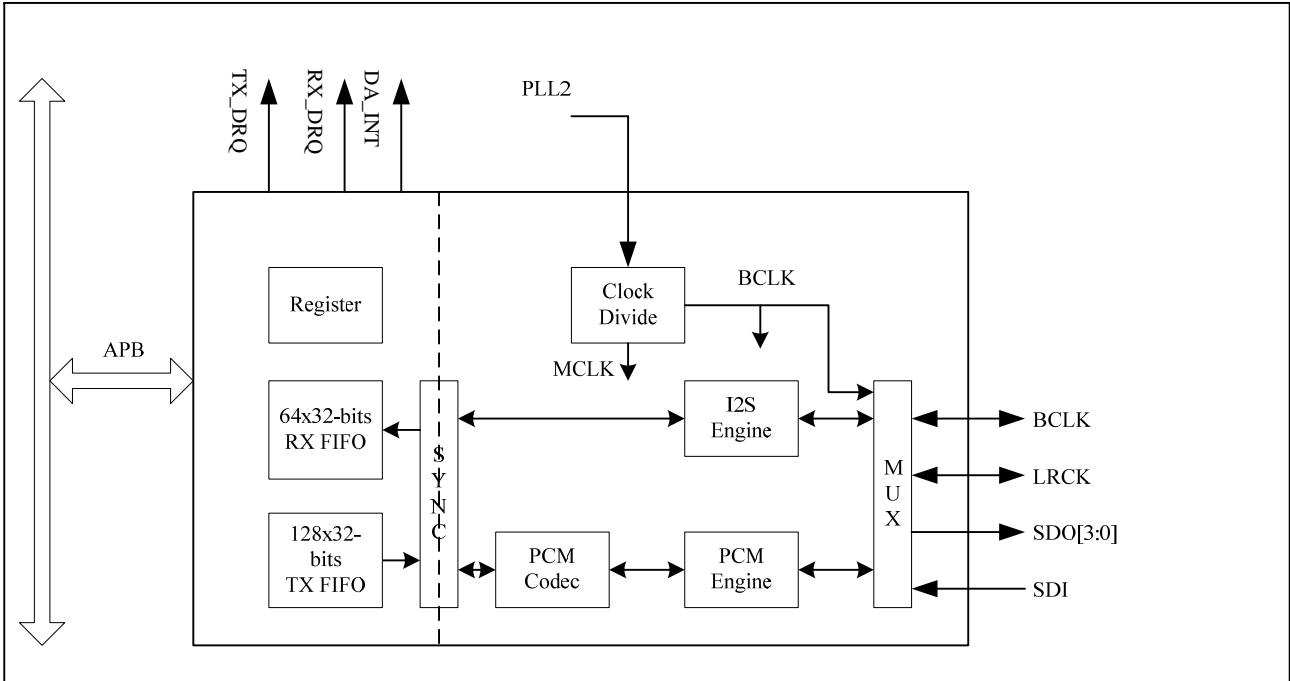 TX_DRQ
RX_DRQ
DA_INT
PLL2
Register
Clock
Divide
BCLK
MCLK
APB
64x32-bits
RX FIFO
128x32-
bits
TX FIFO
S
Y
N
C
I2S
Engine
PCM
Codec
PCM
Engine
M
U
X
BCLK
LRCK
SDO[3:0]
SDI